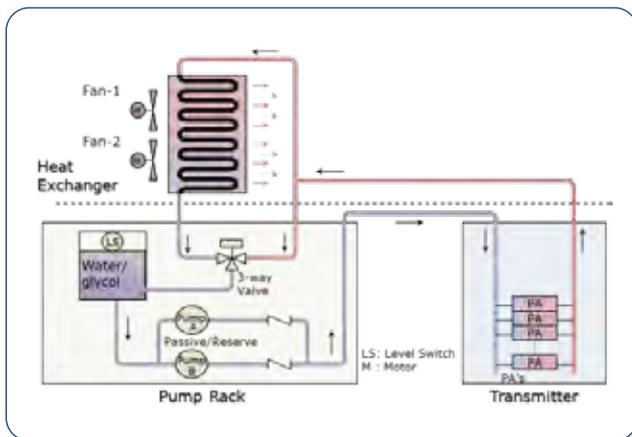 Fan-1
Fan-2
Heat
Exchanger
LS
Water/
glycol
3-way
Valve
Pump
A
Passive/Reserve
Pump
B
LS: Level Switch
M : Motor
PA
PA
PA
PA
PA's
Pump Rack
Transmitter